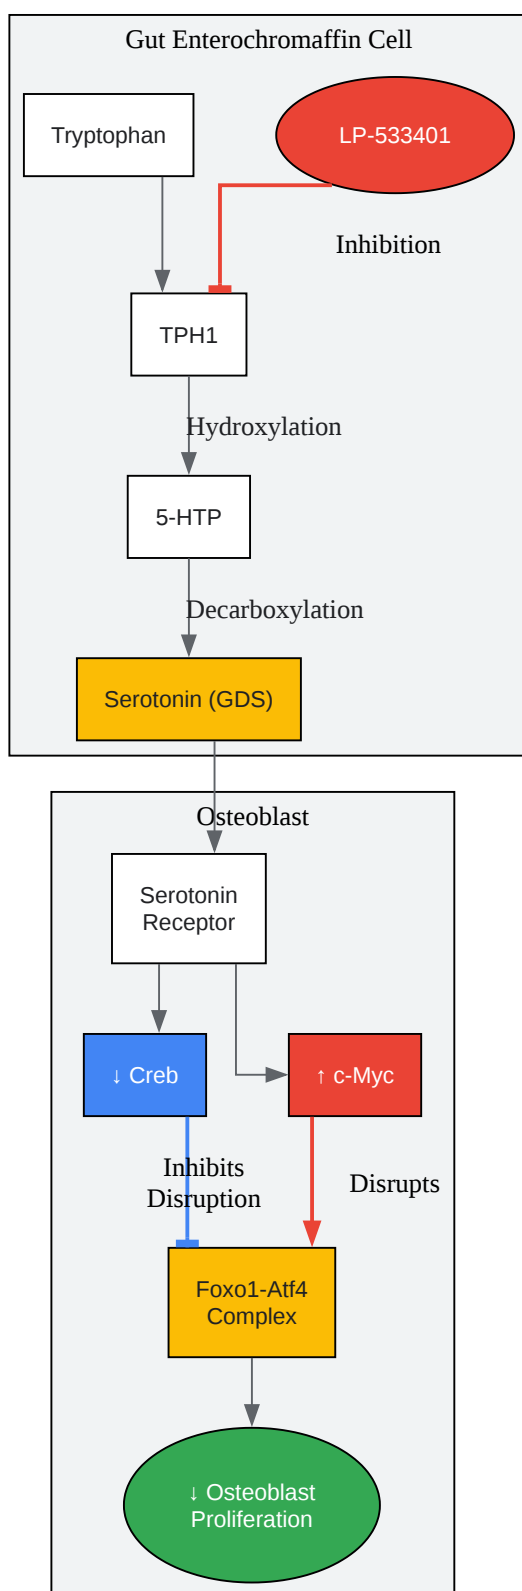 Gut Enterochromaffin Cell
Tryptophan
LP-533401
Inhibition
TPH1
Hydroxylation
5-HTP
Decarboxylation
Serotonin (GDS)
Osteoblast
Serotonin
Receptor
↓ Creb
↑ c-Myc
Inhibits
Disruption
Disrupts
Foxo1-Atf4
Complex
↓ Osteoblast
Proliferation